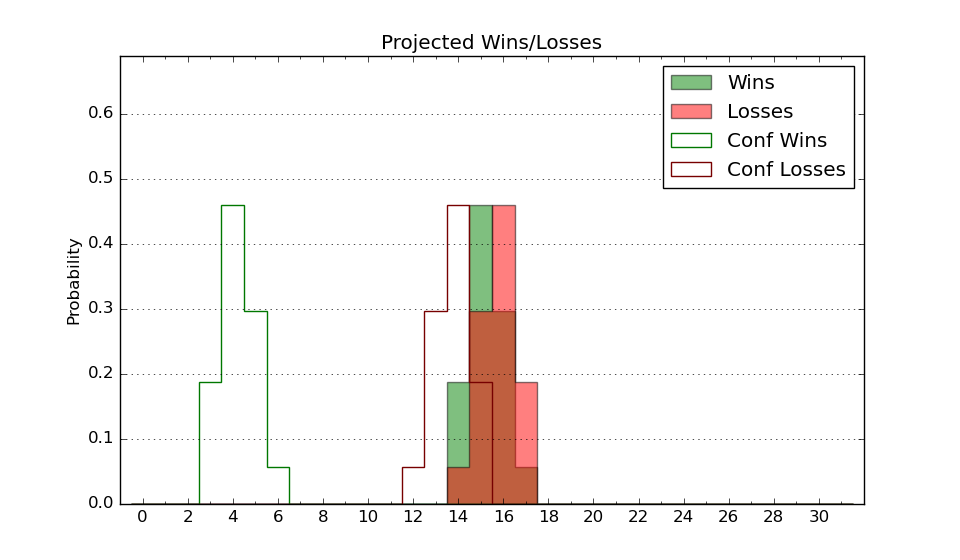 Projected Wins/Losses
Wins
Losses
Conf Wins
Conf Losses
Probability
0.6
0.5
0.4
0.3
0.2
0.1
0.0
0 2 4 6 8 10 12 14 16 18 20 22 24 26 28 30